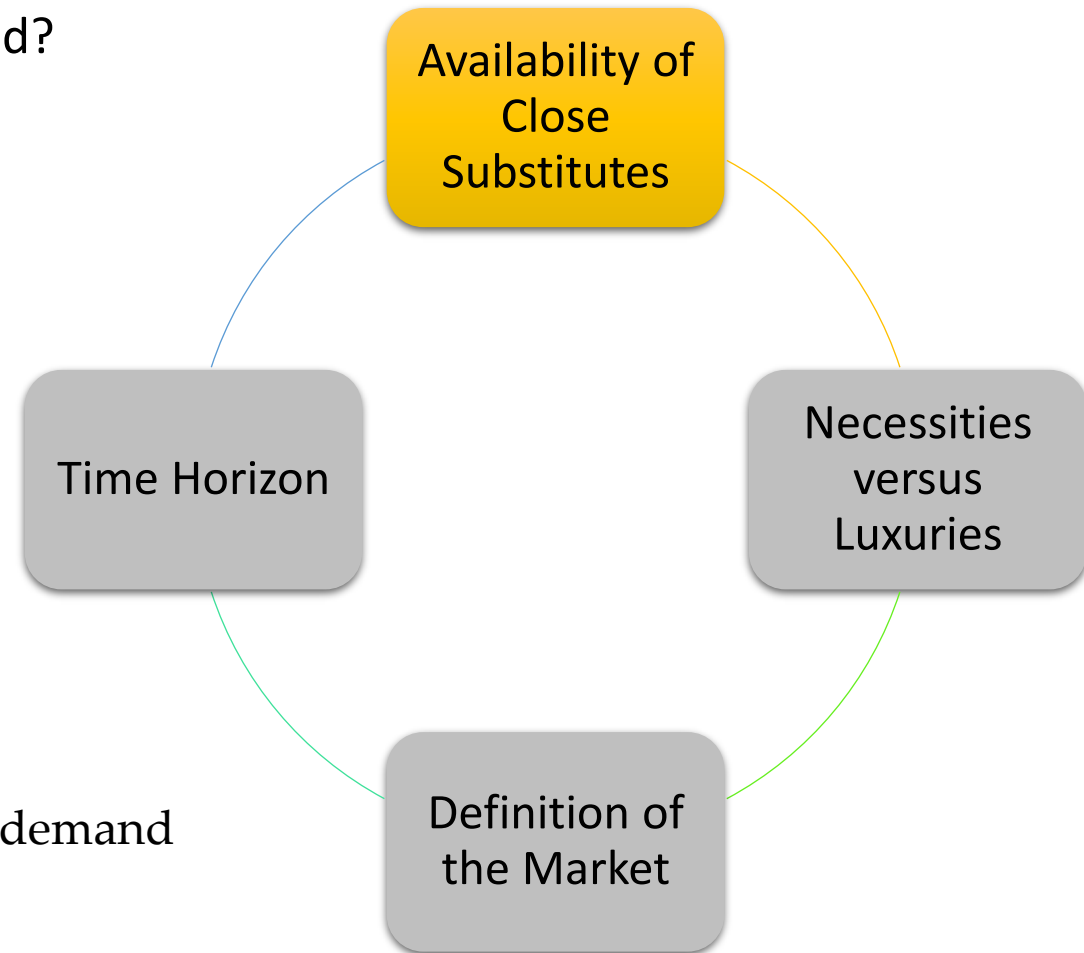 d?
Availability of
Close
Substitutes
Time Horizon
Necessities
versus
Luxuries
demand
Definition of
the Market